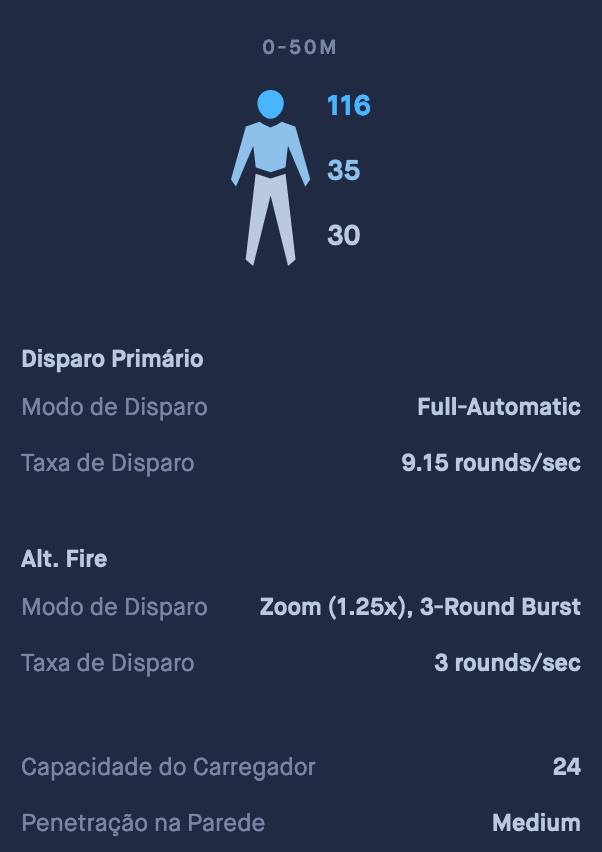 0-50M
116
35
30
Disparo Primário
Modo de Disparo Full-Automatic
Taxa de Disparo 9.15 rounds/sec
Alt. Fire
Modo de Disparo Zoom (1.25x), 3-Round Burst
Taxa de Disparo 3 rounds/sec
Capacidade do Carregador 24
Penetração na Parede Medium